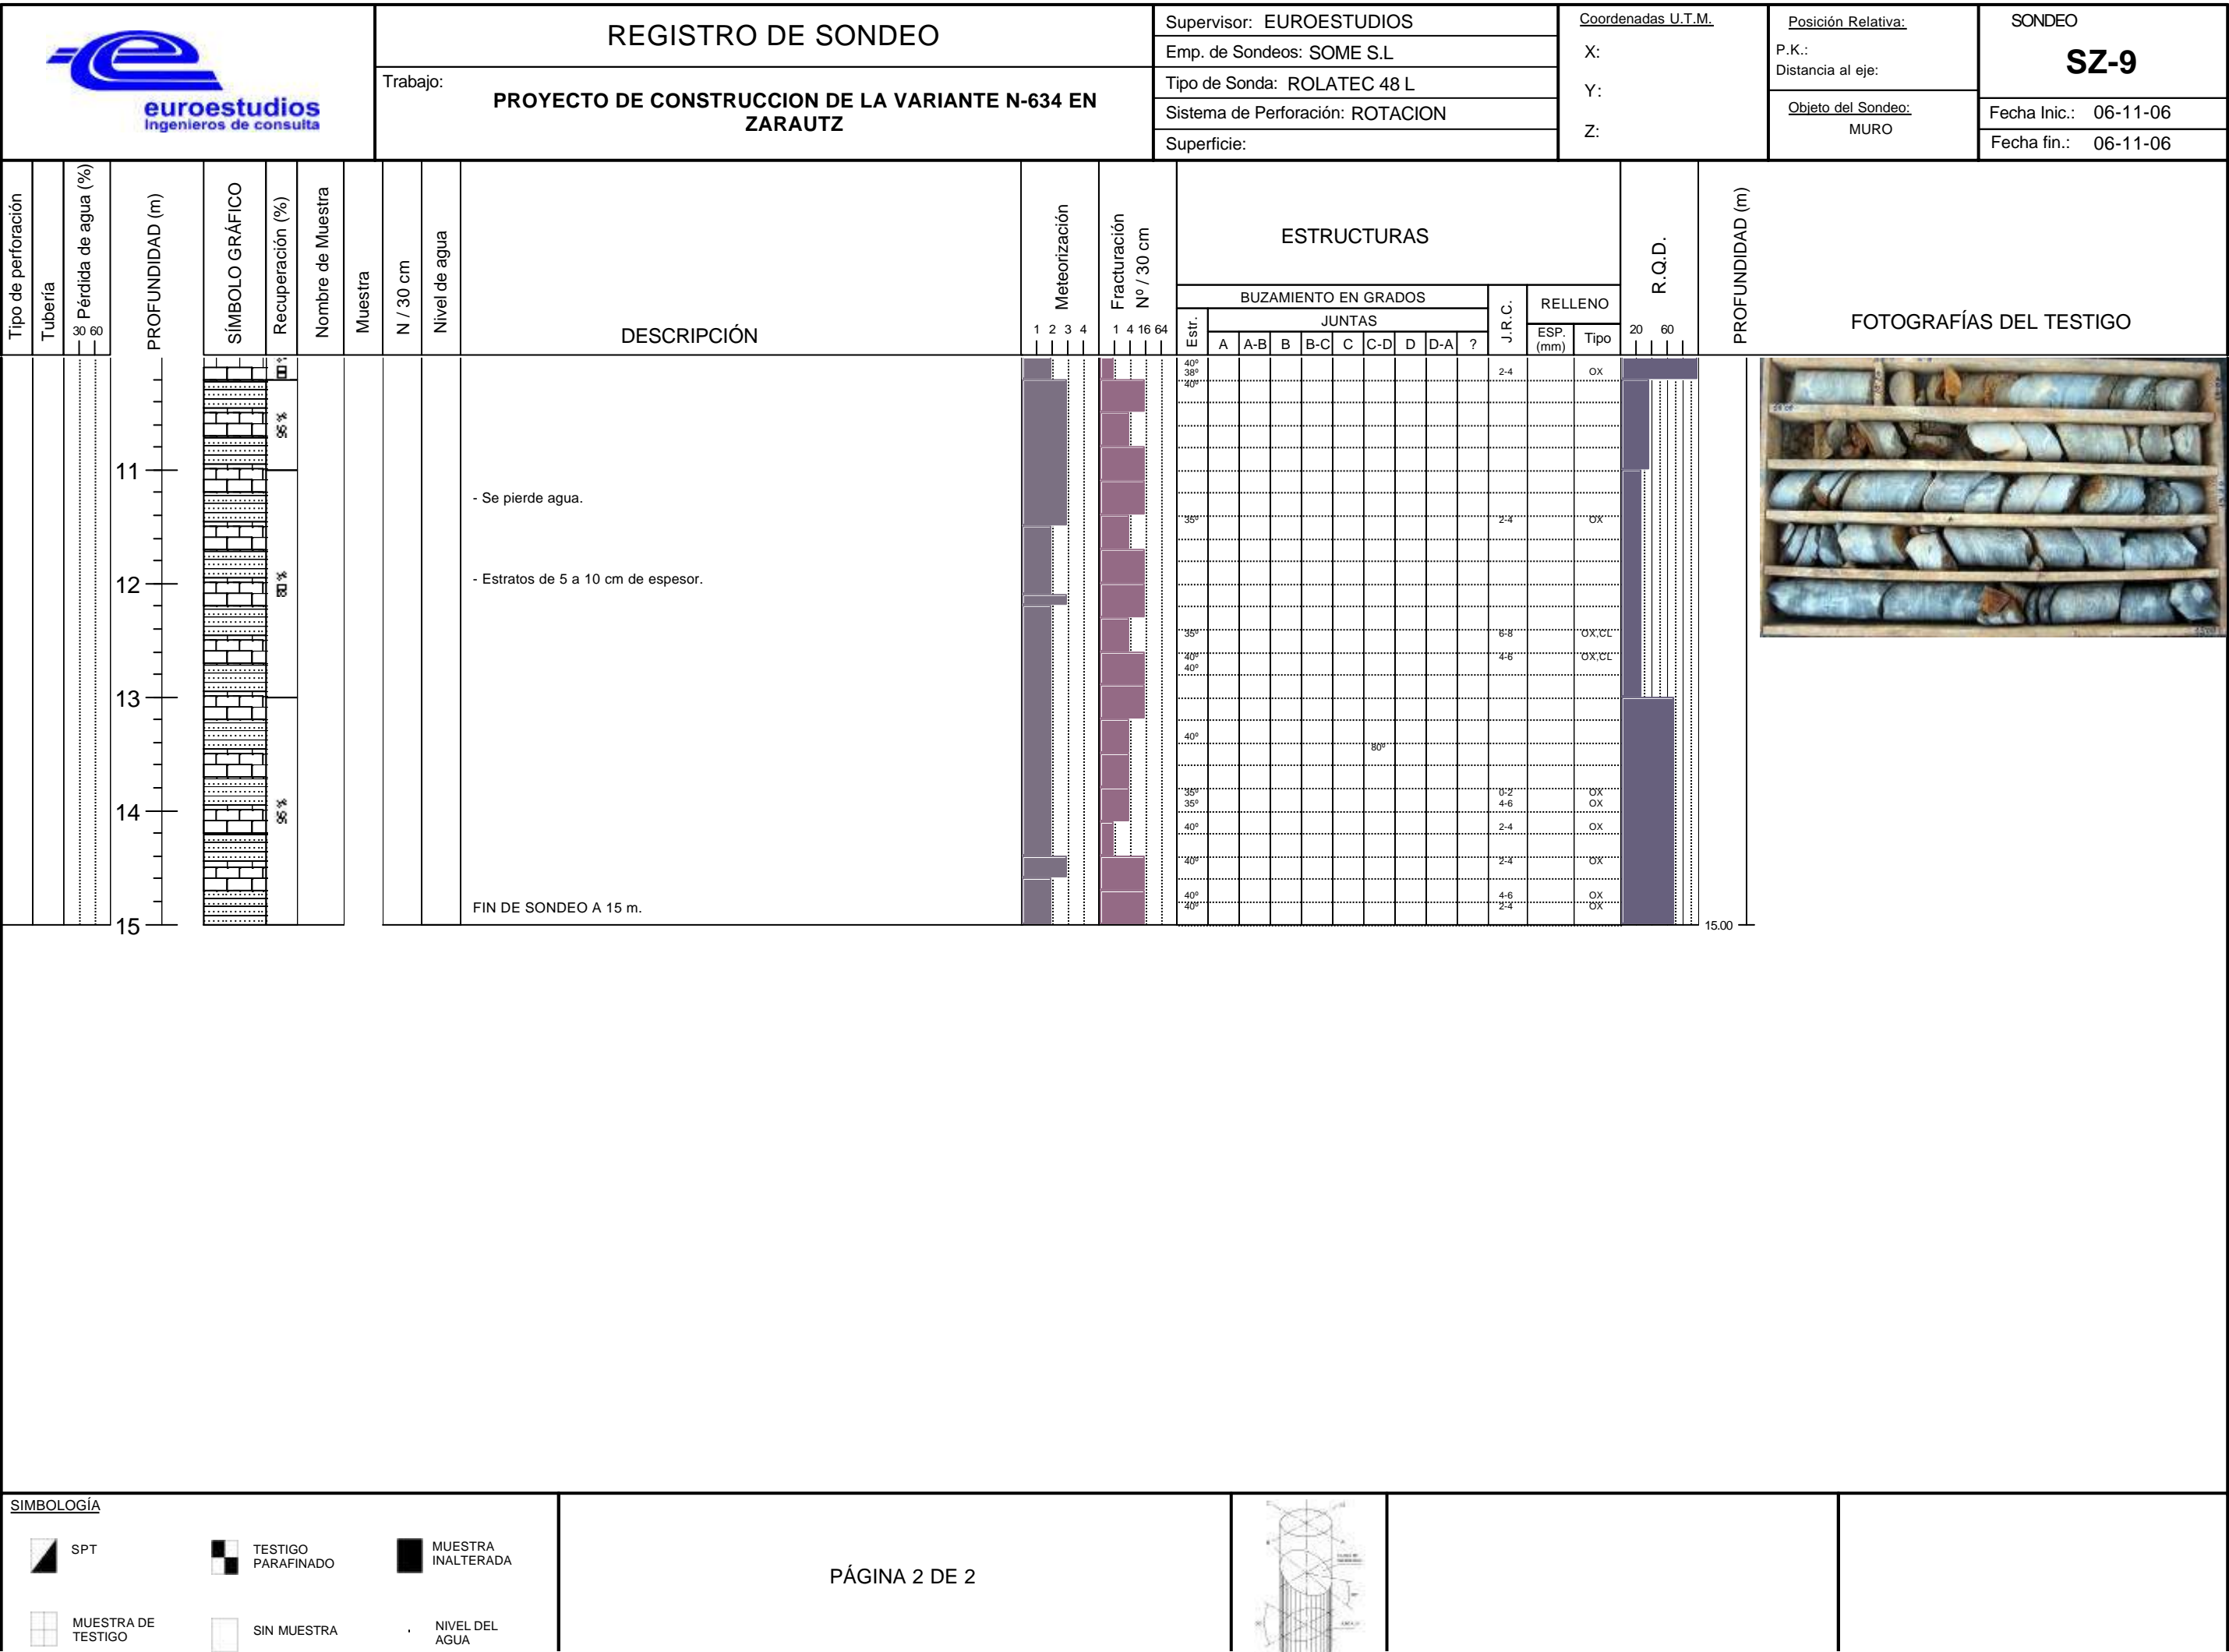 euroestudios
Ingenieros de consulta
REGISTRO DE SONDEO
Trabajo:
PROYECTO DE CONSTRUCCION DE LA VARIANTE N-634 EN
ZARAUTZ
Supervisor: EUROESTUDIOS
Emp. de Sondeos: SOME S.L
Tipo de Sonda: ROLATEC 48 L
Sistema de Perforación: ROTACION
Superficie:
Coordenadas U.T.M.
X:
Y:
Z:
Posición Relativa:
P.K.:
Distancia al eje:
Objeto del Sondeo:
MURO
SONDEO
SZ-9
Fecha Inic.: 06-11-06
Fecha fin.: 06-11-06
Tipo de perforación
Tubería
Pérdida de agua (%)
30 60
PROFUNDIDAD (m)
SÍMBOLO GRÁFICO
Recuperación (%)
Nombre de Muestra
Muestra
N / 30 cm
Nivel de agua
DESCRIPCIÓN
Meteorización
1 2 3 4
Fracturación
Nº / 30 cm
1 4 16 64
ESTRUCTURAS
BUZAMIENTO EN GRADOS
Estr.
JUNTAS
A A-B B B-C C C-D D D-A ?
J.R.C.
RELLENO
ESP.
(mm)
Tipo
R.Q.D.
20 60
PROFUNDIDAD (m)
FOTOGRAFÍAS DEL TESTIGO
40º
38º 2-4 OX
40º
11
- Se pierde agua.
35º 2-4 OX
12
- Estratos de 5 a 10 cm de espesor.
35º 6-8 OX,CL
40º 4-6 OX,CL
40º
13
40º
80º
35º 0-2 OX
35º 4-6 OX
14
40º 2-4 OX
40º 2-4 OX
40º 4-6 OX
40º 2-4 OX
FIN DE SONDEO A 15 m.
15
15.00
SIMBOLOGÍA
SPT
TESTIGO
PARAFINADO
MUESTRA
INALTERADA
MUESTRA DE
TESTIGO
SIN MUESTRA
NIVEL DEL
AGUA
PÁGINA 2 DE 2